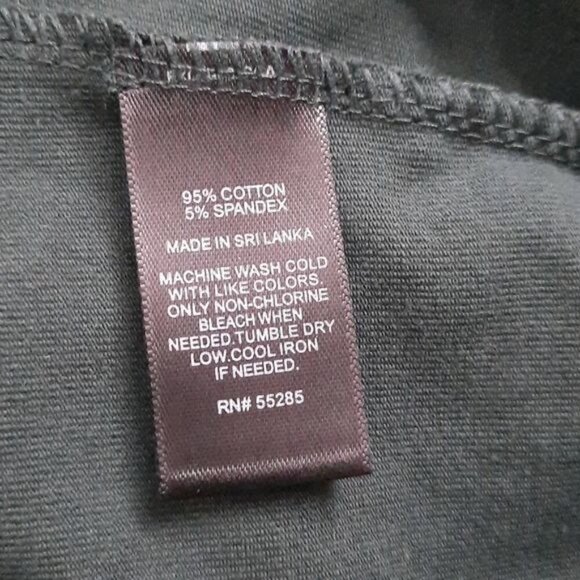 95% COTTON
5% SPANDEX
MADE IN SRI LANKA
MACHINE WASH COLD
WITH LIKE COLORS.
ONLY NON-CHLORINE
BLEACH WHEN
NEEDED.TUMBLE DRY
LOW.COOL IRON
IF NEEDED.
RN# 55285